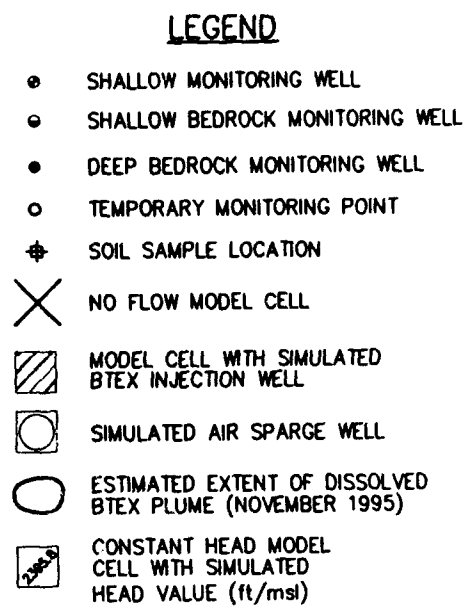 LEGEND
SHALLOW MONITORING WELL
SHALLOW BEDROCK MONITORING WELL
DEEP BEDROCK MONITORING WELL
TEMPORARY MONITORING POINT
SOIL SAMPLE LOCATION
NO FLOW MODEL CELL
MODEL CELL WITH SIMULATED
BTEX INJECTION WELL
SIMULATED AIR SPARGE WELL
ESTIMATED EXTENT OF DISSOLVED
BTEX PLUME (NOVEMBER 1995)
CONSTANT HEAD MODEL
CELL WITH SIMULATED
HEAD VALUE (ft/msl)